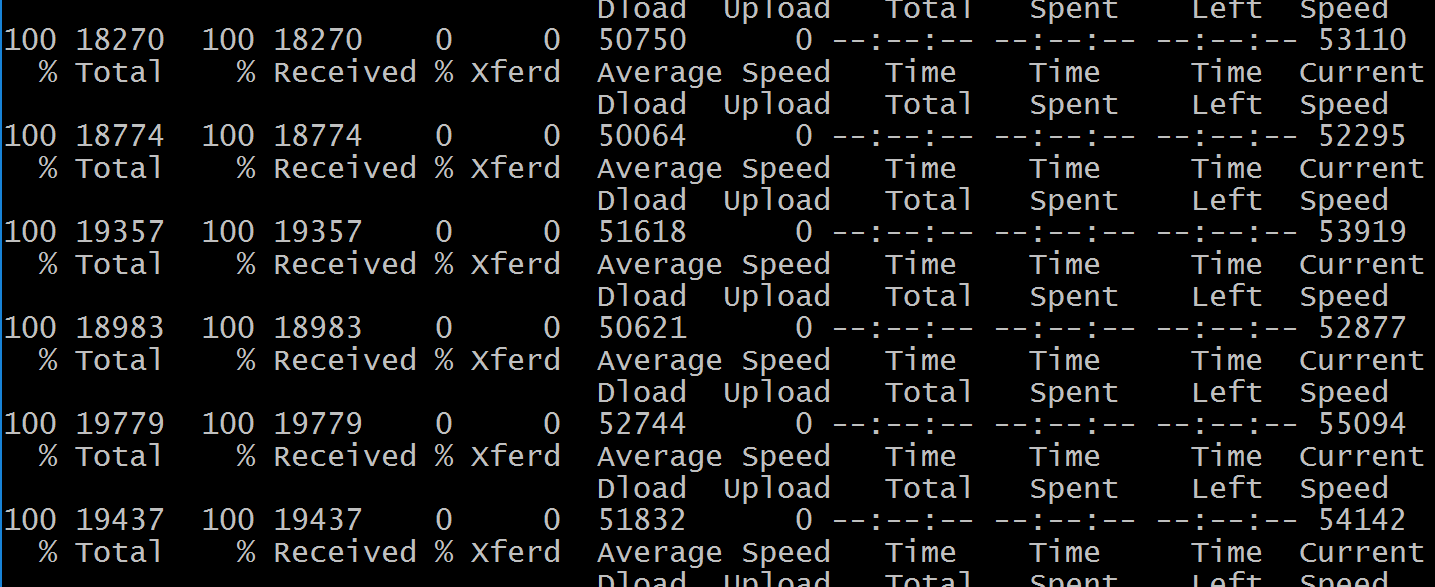 Dload Upload Total Spent Left Speed
100 18270 100 18270 0 0 50750 0 --:--:-- --:--:-- --:--:-- 53110
% Total % Received % Xferd Average Speed Time Time Time Current
Dload Upload Total Spent Left Speed
100 18774 100 18774 0 0 50064 0 --:--:-- --:--:-- --:--:-- 52295
% Total % Received % Xferd Average Speed Time Time Time Current
Dload Upload Total Spent Left Speed
100 19357 100 19357 0 0 51618 0 --:--:-- --:--:-- --:--:-- 53919
% Total % Received % Xferd Average Speed Time Time Time Current
Dload Upload Total Spent Left Speed
100 18983 100 18983 0 0 50621 0 --:--:-- --:--:-- --:--:-- 52877
% Total % Received % Xferd Average Speed Time Time Time Current
Dload Upload Total Spent Left Speed
100 19779 100 19779 0 0 52744 0 --:--:-- --:--:-- --:--:-- 55094
% Total % Received % Xferd Average Speed Time Time Time Current
Dload Upload Total Spent Left Speed
100 19437 100 19437 0 0 51832 0 --:--:-- --:--:-- --:--:-- 54142
% Total % Received % Xferd Average Speed Time Time Time Current
Dload Upload Total Spent Left Speed